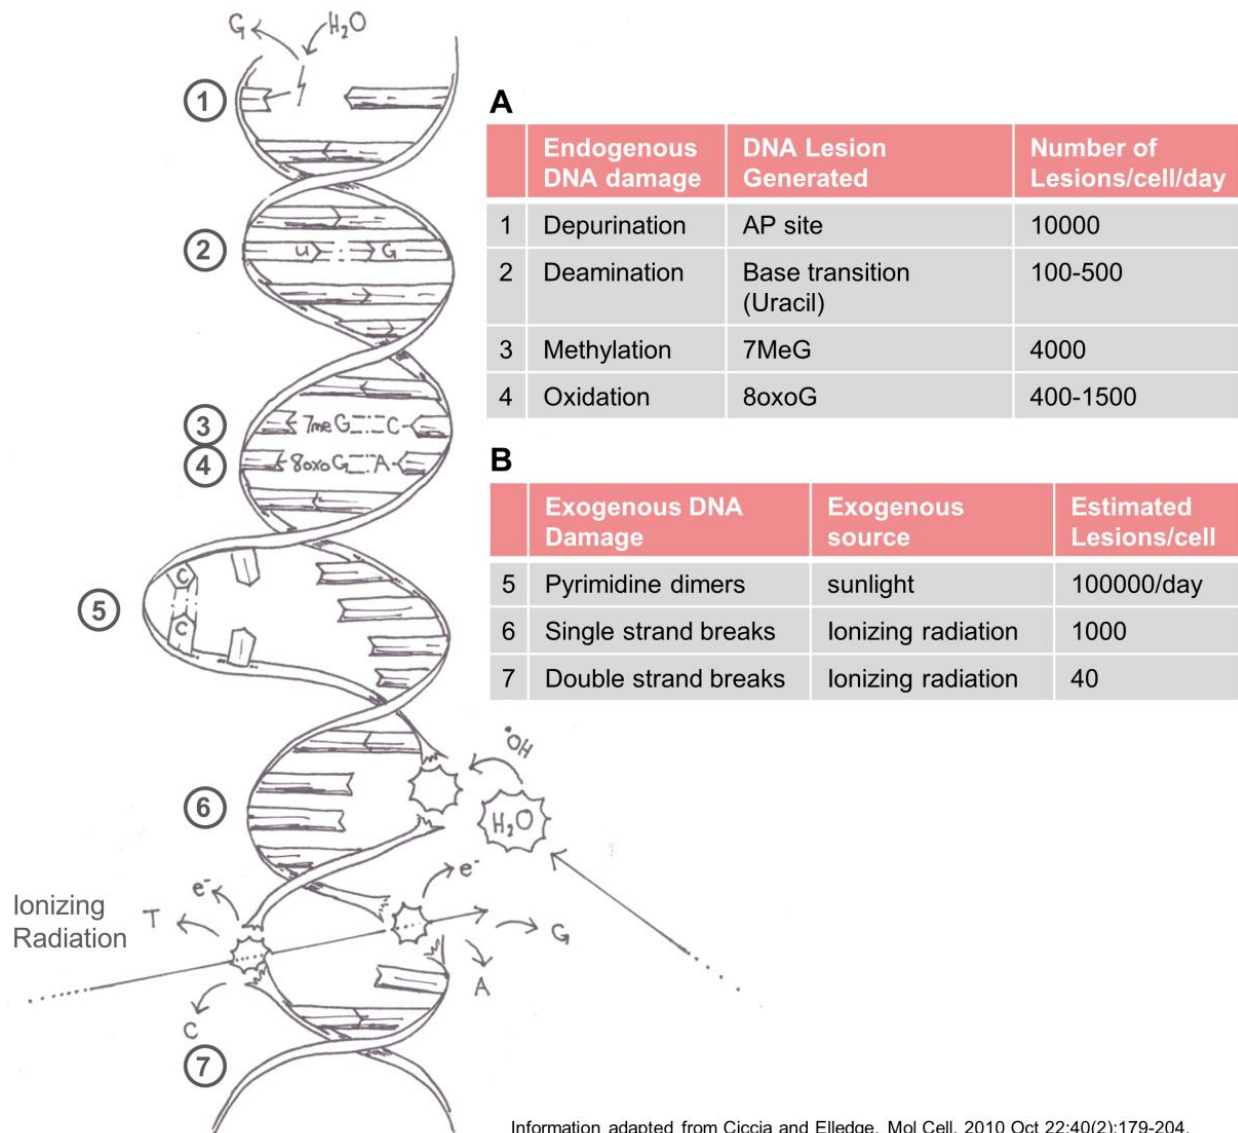 G H₂O
1
2
U G
3
7meG C
4
8oxoG A
5
C
C
6
•OH
H₂O
e⁻
e⁻
Ionizing
Radiation
T
G
A
C
7
A
Endogenous DNA damage | DNA Lesion Generated | Number of Lesions/cell/day
1 Depurination AP site 10000
2 Deamination Base transition (Uracil) 100-500
3 Methylation 7MeG 4000
4 Oxidation 8oxoG 400-1500
B
Exogenous DNA Damage | Exogenous source | Estimated Lesions/cell
5 Pyrimidine dimers sunlight 100000/day
6 Single strand breaks Ionizing radiation 1000
7 Double strand breaks Ionizing radiation 40
Information adapted from Ciccia and Elledge, Mol Cell, 2010 Oct 22;40(2):179-204.